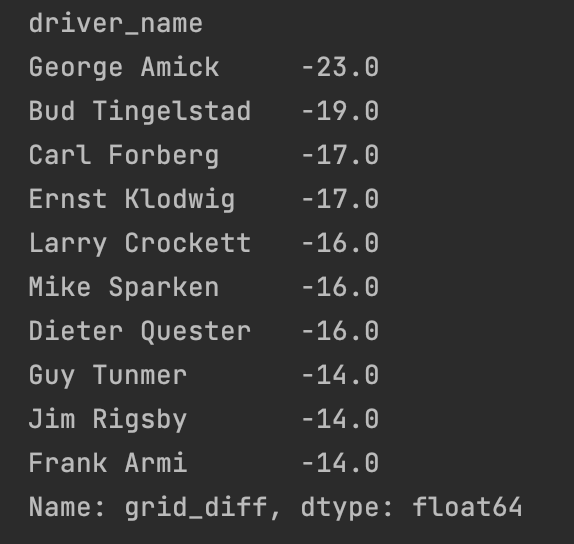 driver_name
George Amick     -23.0
Bud Tingelstad   -19.0
Carl Forberg     -17.0
Ernst Klodwig    -17.0
Larry Crockett   -16.0
Mike Sparken     -16.0
Dieter Quester   -16.0
Guy Tunmer       -14.0
Jim Rigsby       -14.0
Frank Armi       -14.0
Name: grid_diff, dtype: float64